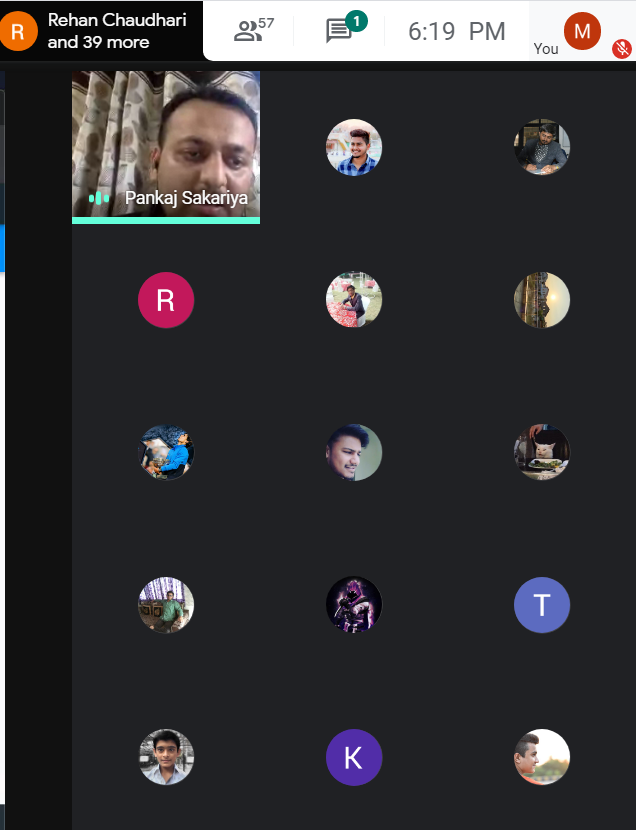 R
Rehan Chaudhari
and 39 more
57
1
6:19 PM
You
M
Pankaj Sakariya
R
T
K